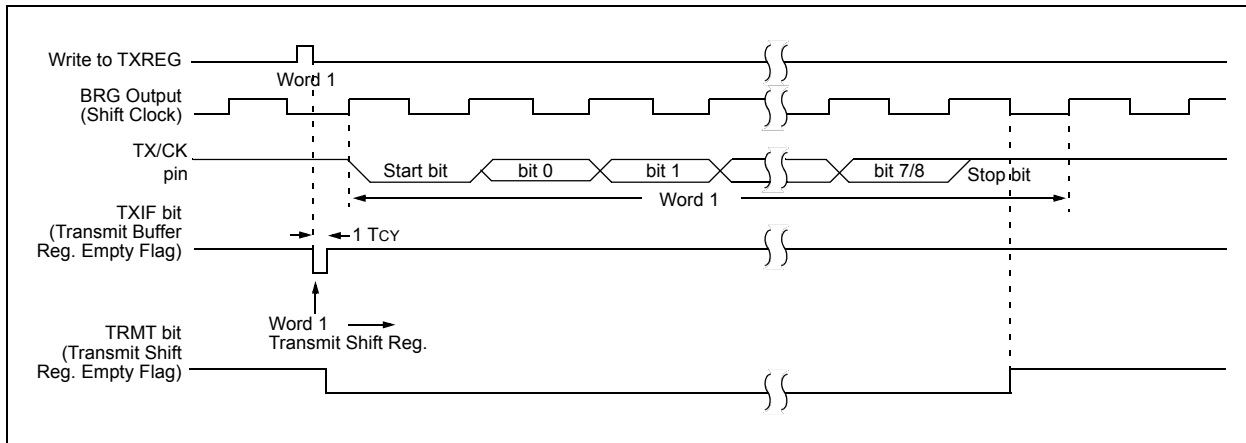 Write to TXREG
Word 1
BRG Output
(Shift Clock)
TX/CK
pin
Start bit
bit 0
bit 1
bit 7/8
Stop bit
Word 1
TXIF bit
(Transmit Buffer
Reg. Empty Flag)
1 TCY
Word 1
Transmit Shift Reg.
TRMT bit
(Transmit Shift
Reg. Empty Flag)